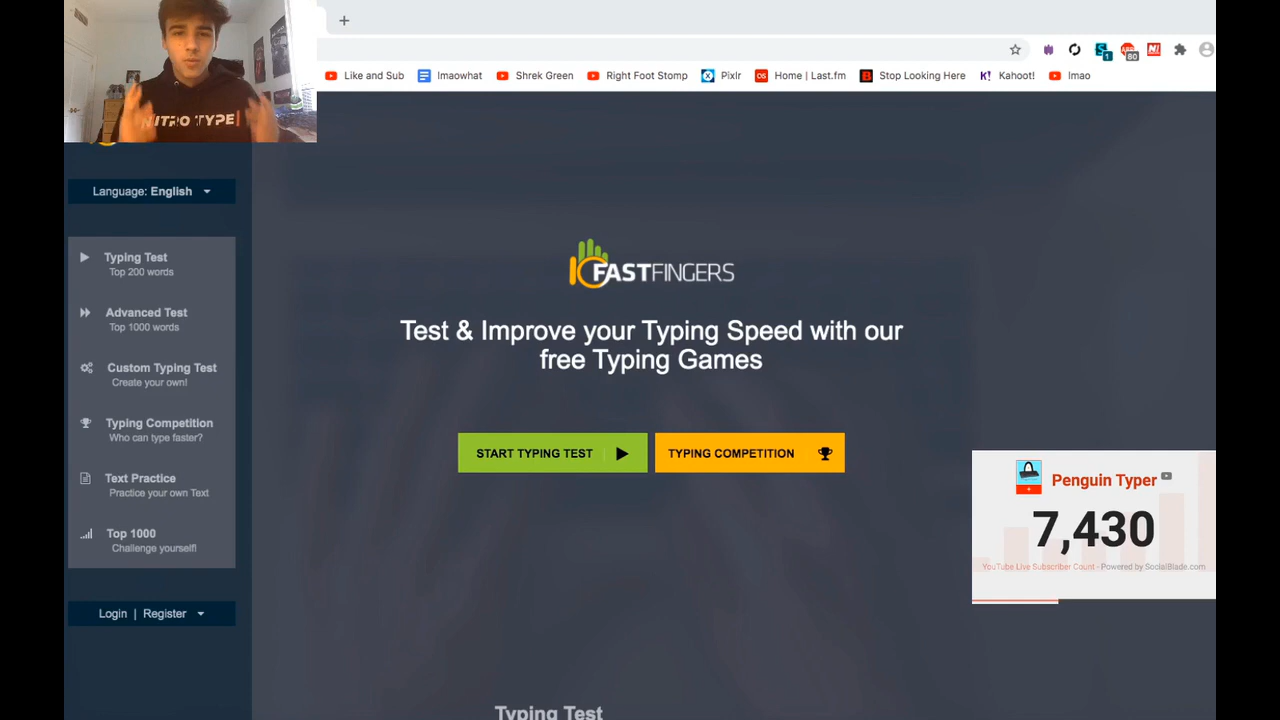 NITRO TYPE
Like and Sub
lmaowhat
Shrek Green
Right Foot Stomp
Pixlr
Home | Last.fm
Stop Looking Here
Kahoot!
lmao
1
80
Language: English
Typing Test
Top 200 words
Advanced Test
Top 1000 words
Custom Typing Test
Create your own!
Typing Competition
Who can type faster?
Text Practice
Practice your own Text
Top 1000
Challenge yourself!
Login | Register
10FASTFINGERS
Test & Improve your Typing Speed with our
free Typing Games
START TYPING TEST
TYPING COMPETITION
Penguin Typer
7,430
YouTube Live Subscriber Count - Powered by SocialBlade.com
Typing Test